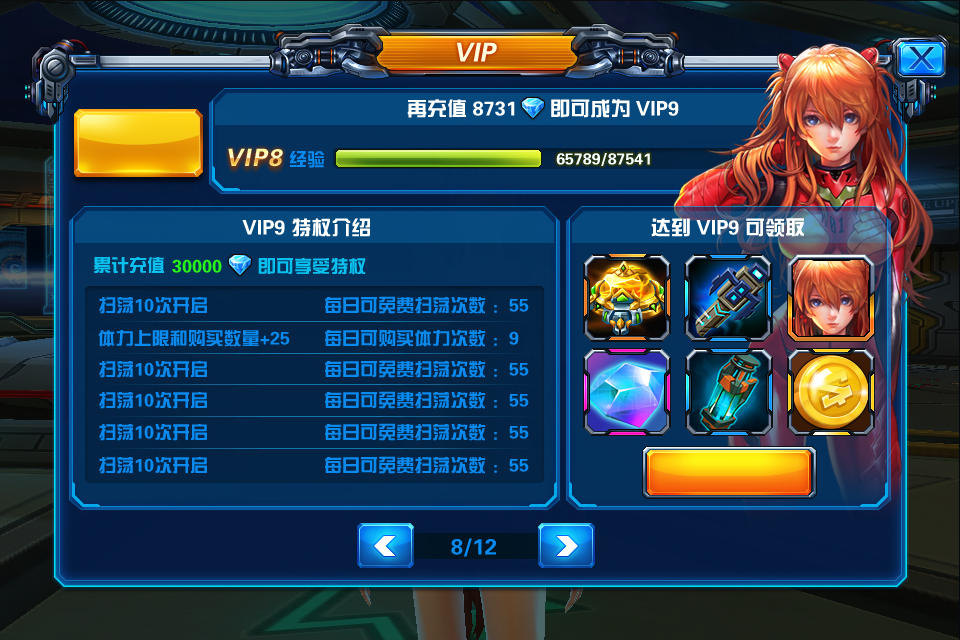 VIP
再充值 8731 即可成为 VIP9
VIP8 经验 65789/87541
VIP9 特权介绍
累计充值 30000 即可享受特权
扫荡10次开启 每日可免费扫荡次数：55
体力上限和购买数量+25 每日可购买体力次数：9
扫荡10次开启 每日可免费扫荡次数：55
扫荡10次开启 每日可免费扫荡次数：55
扫荡10次开启 每日可免费扫荡次数：55
扫荡10次开启 每日可免费扫荡次数：55
达到 VIP9 可领取
8/12